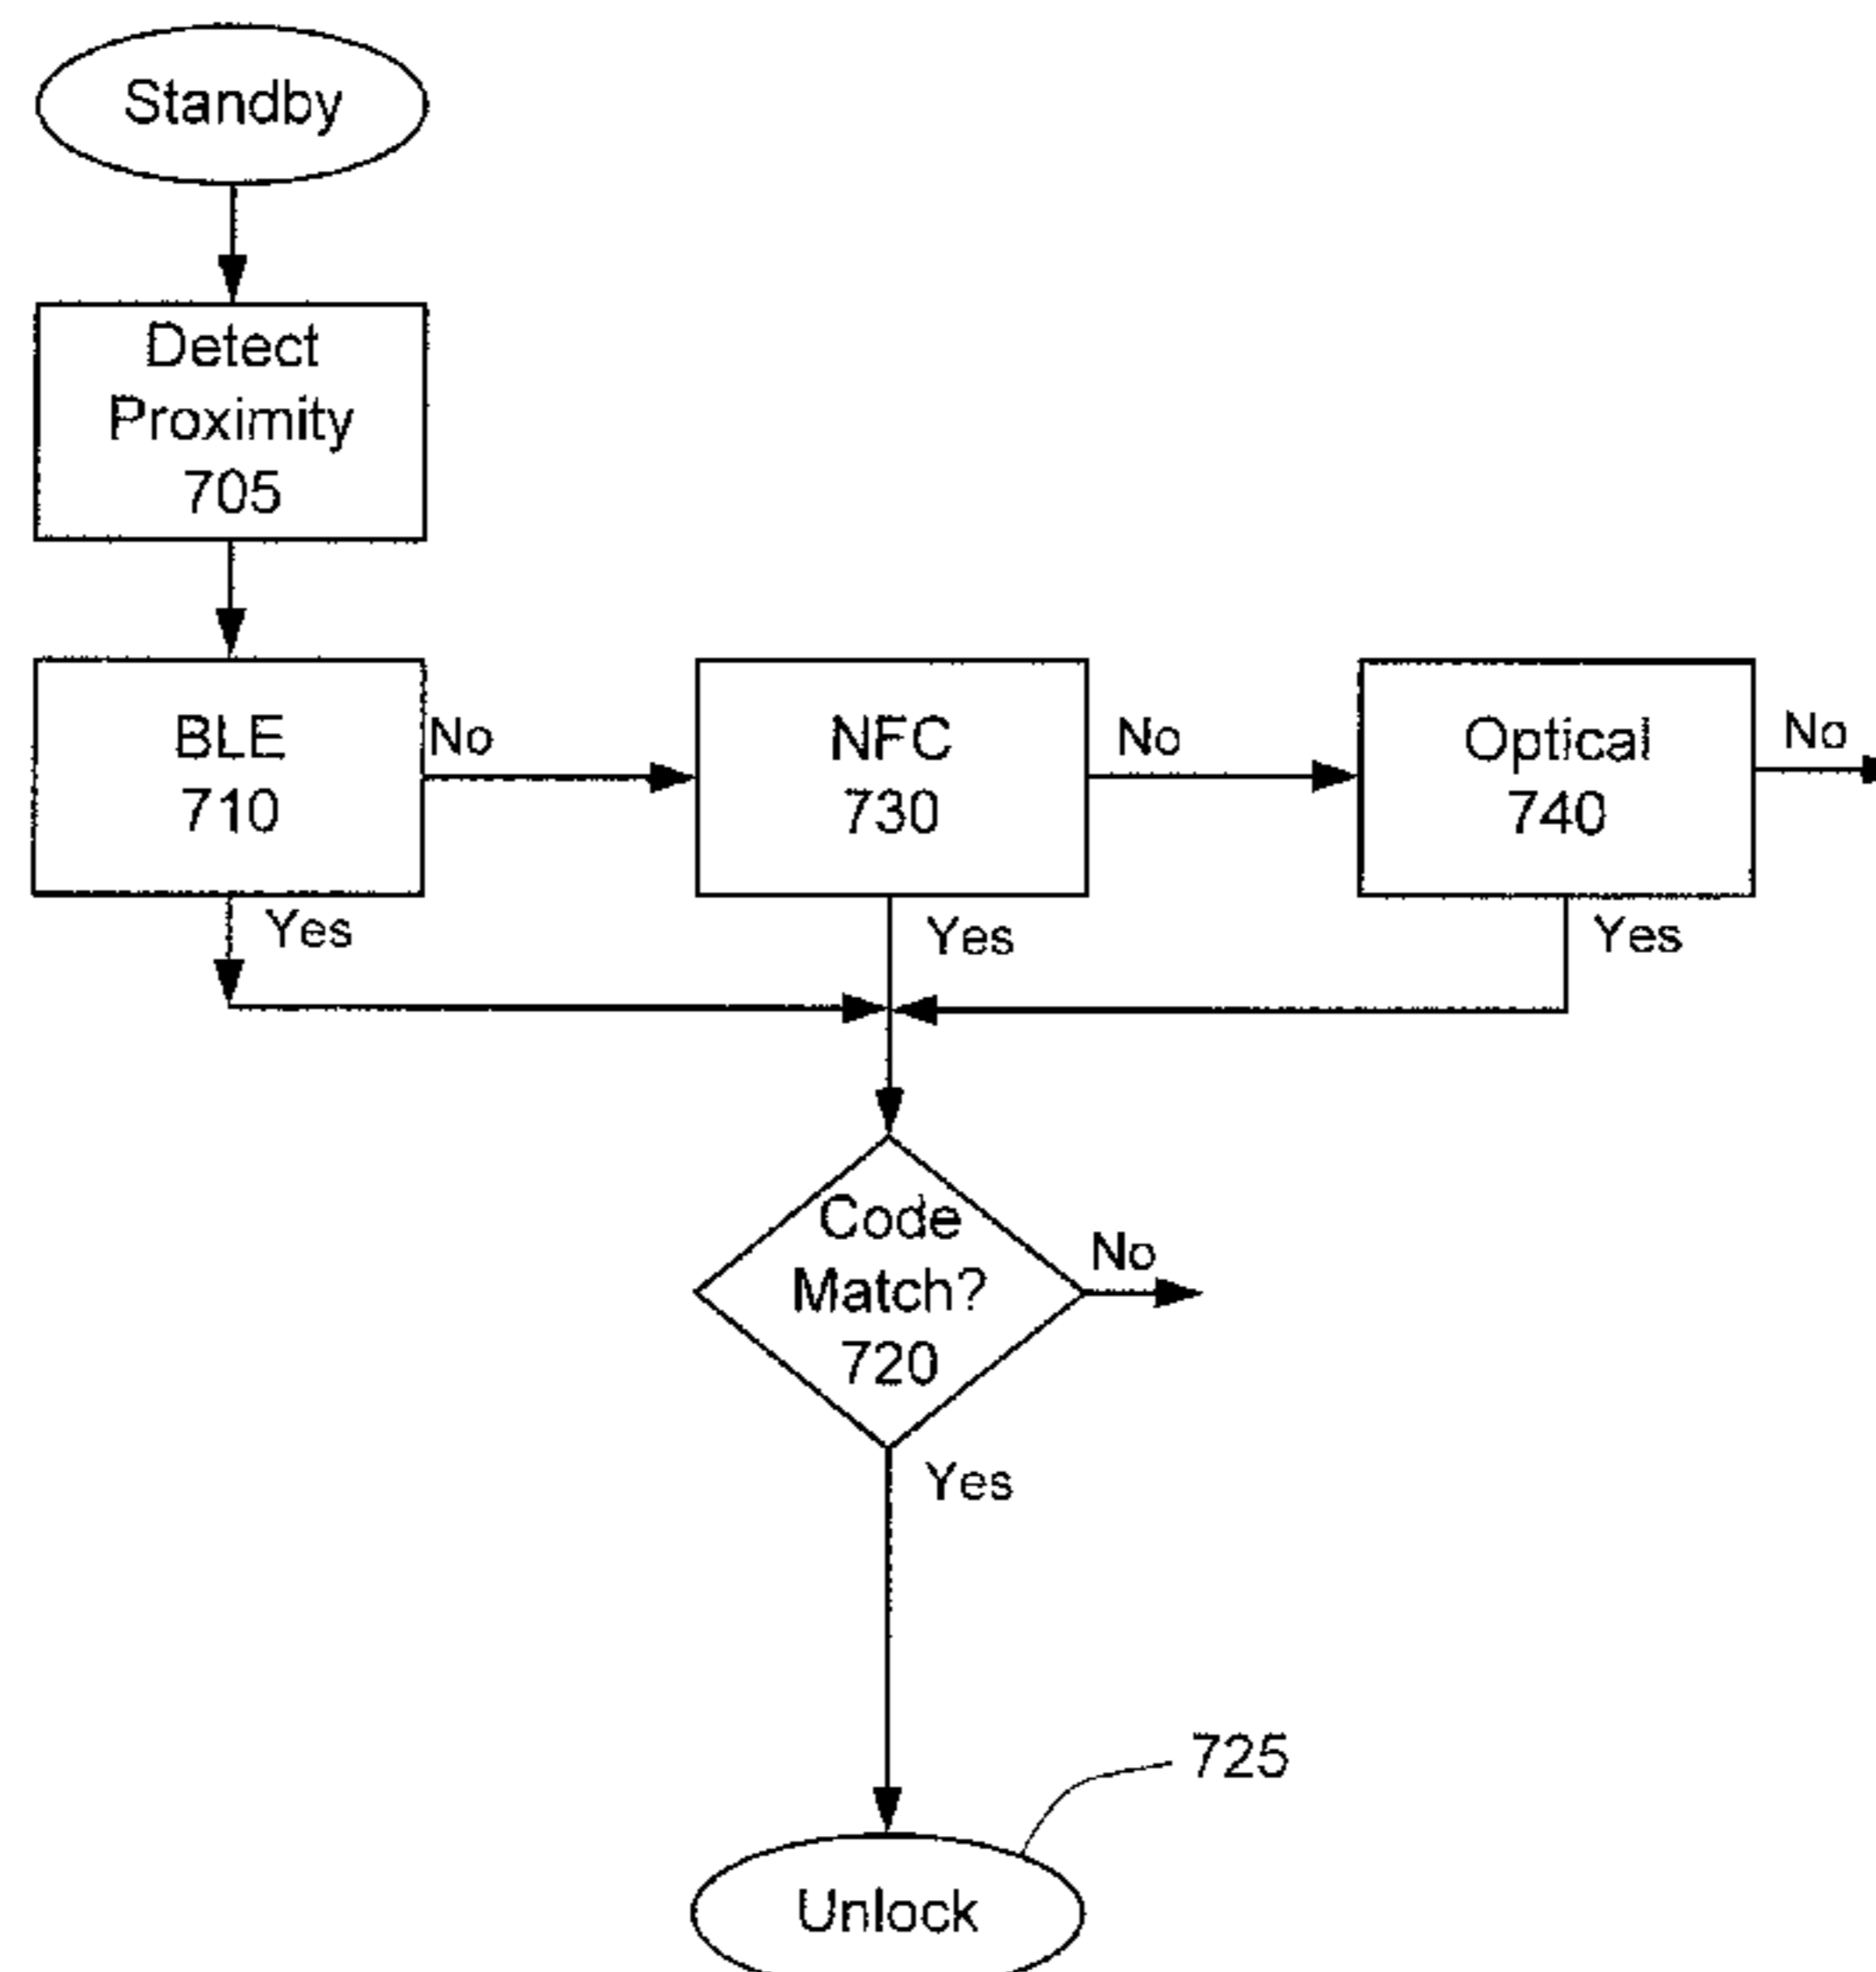 Standby
Detect
Proximity
705
BLE
710
No
NFC
730
No
Optical
740
No
Yes
Yes
Yes
Code
Match?
720
No
Yes
725
Unlock